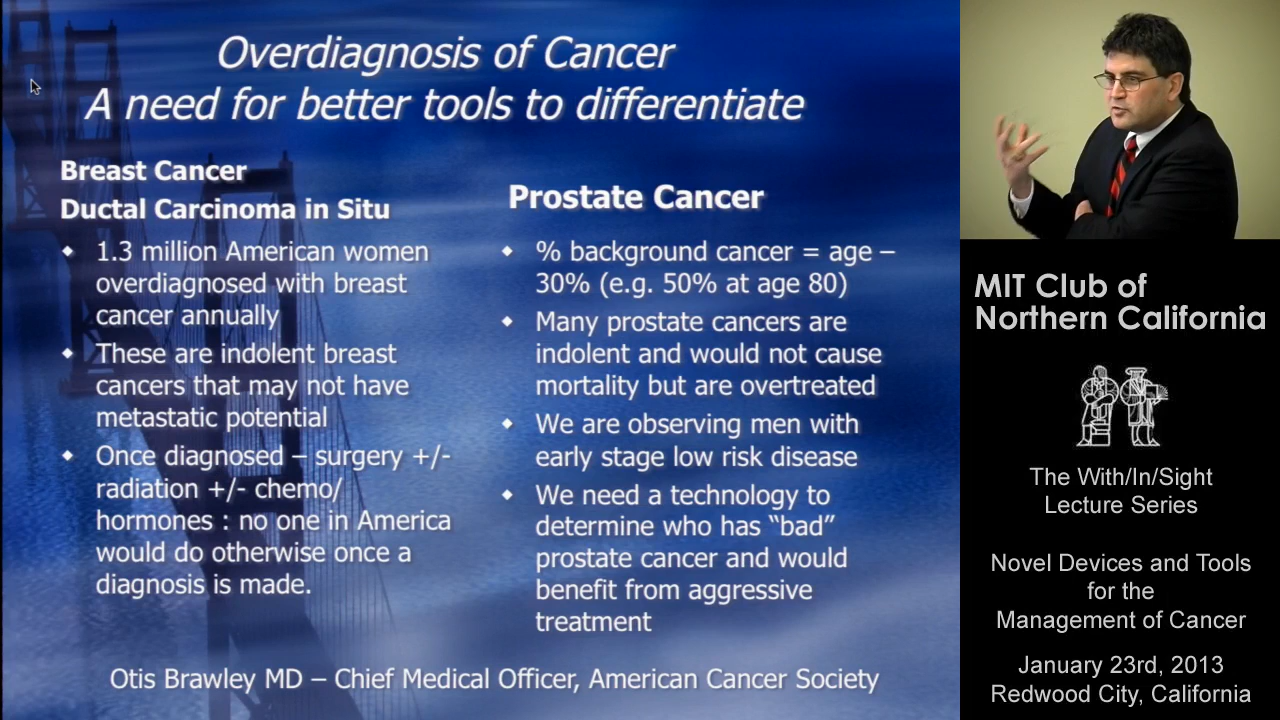 Overdiagnosis of Cancer
A need for better tools to differentiate
Breast Cancer
Ductal Carcinoma in Situ
1.3 million American women
overdiagnosed with breast
cancer annually
These are indolent breast
cancers that may not have
metastatic potential
Once diagnosed – surgery +/-
radiation +/- chemo/
hormones : no one in America
would do otherwise once a
diagnosis is made.
Prostate Cancer
% background cancer = age –
30% (e.g. 50% at age 80)
Many prostate cancers are
indolent and would not cause
mortality but are overtreated
We are observing men with
early stage low risk disease
We need a technology to
determine who has “bad”
prostate cancer and would
benefit from aggressive
treatment
Otis Brawley MD – Chief Medical Officer, American Cancer Society
MIT Club of
Northern California
The With/In/Sight
Lecture Series
Novel Devices and Tools
for the
Management of Cancer
January 23rd, 2013
Redwood City, California